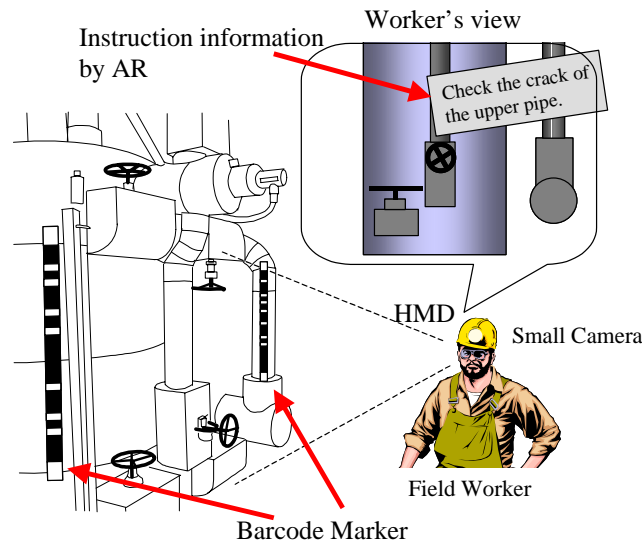 Worker's view
Instruction information
by AR
Check the crack of
the upper pipe.
HMD
Small Camera
Field Worker
Barcode Marker